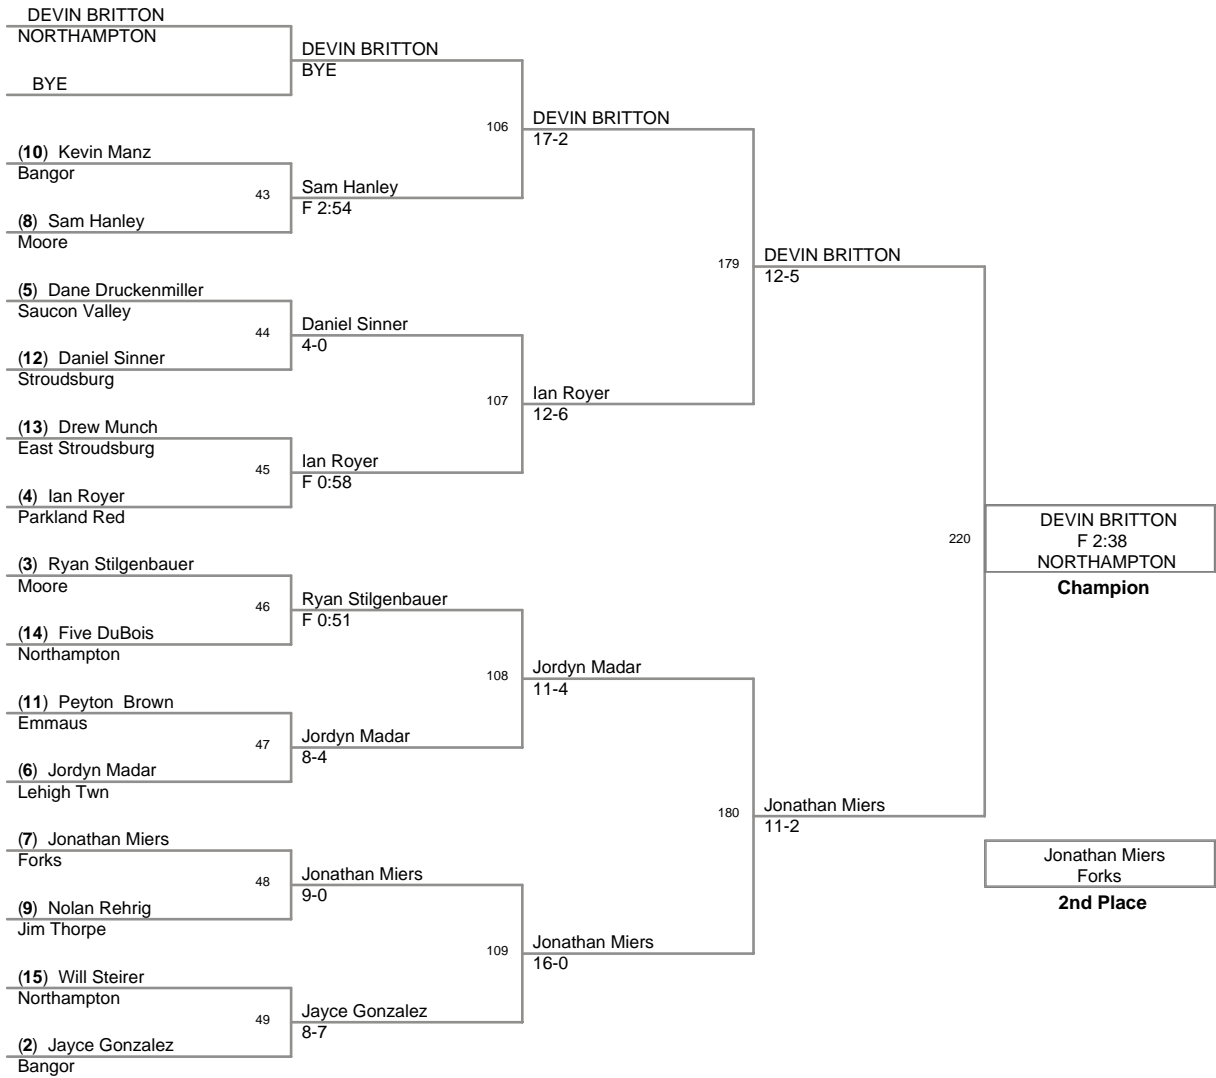 DEVIN BRITTON
NORTHAMPTON
BYE
(10) Kevin Manz
Bangor
43
(8) Sam Hanley
Moore
(5) Dane Druckenmiller
Saucon Valley
44
(12) Daniel Sinner
Stroudsburg
(13) Drew Munch
East Stroudsburg
45
(4) Ian Royer
Parkland Red
(3) Ryan Stilgenbauer
Moore
46
(14) Five DuBois
Northampton
(11) Peyton Brown
Emmaus
47
(6) Jordyn Madar
Lehigh Twn
(7) Jonathan Miers
Forks
48
(9) Nolan Rehrig
Jim Thorpe
(15) Will Steirer
Northampton
49
(2) Jayce Gonzalez
Bangor
DEVIN BRITTON
BYE
106
Sam Hanley
F 2:54
Daniel Sinner
4-0
107
Ian Royer
F 0:58
Ryan Stilgenbauer
F 0:51
108
Jordyn Madar
8-4
Jonathan Miers
9-0
109
Jayce Gonzalez
8-7
DEVIN BRITTON
17-2
179
Ian Royer
12-6
Jordyn Madar
11-4
180
Jonathan Miers
16-0
DEVIN BRITTON
12-5
220
Jonathan Miers
11-2
DEVIN BRITTON
F 2:38
NORTHAMPTON
Champion
Jonathan Miers
Forks
2nd Place